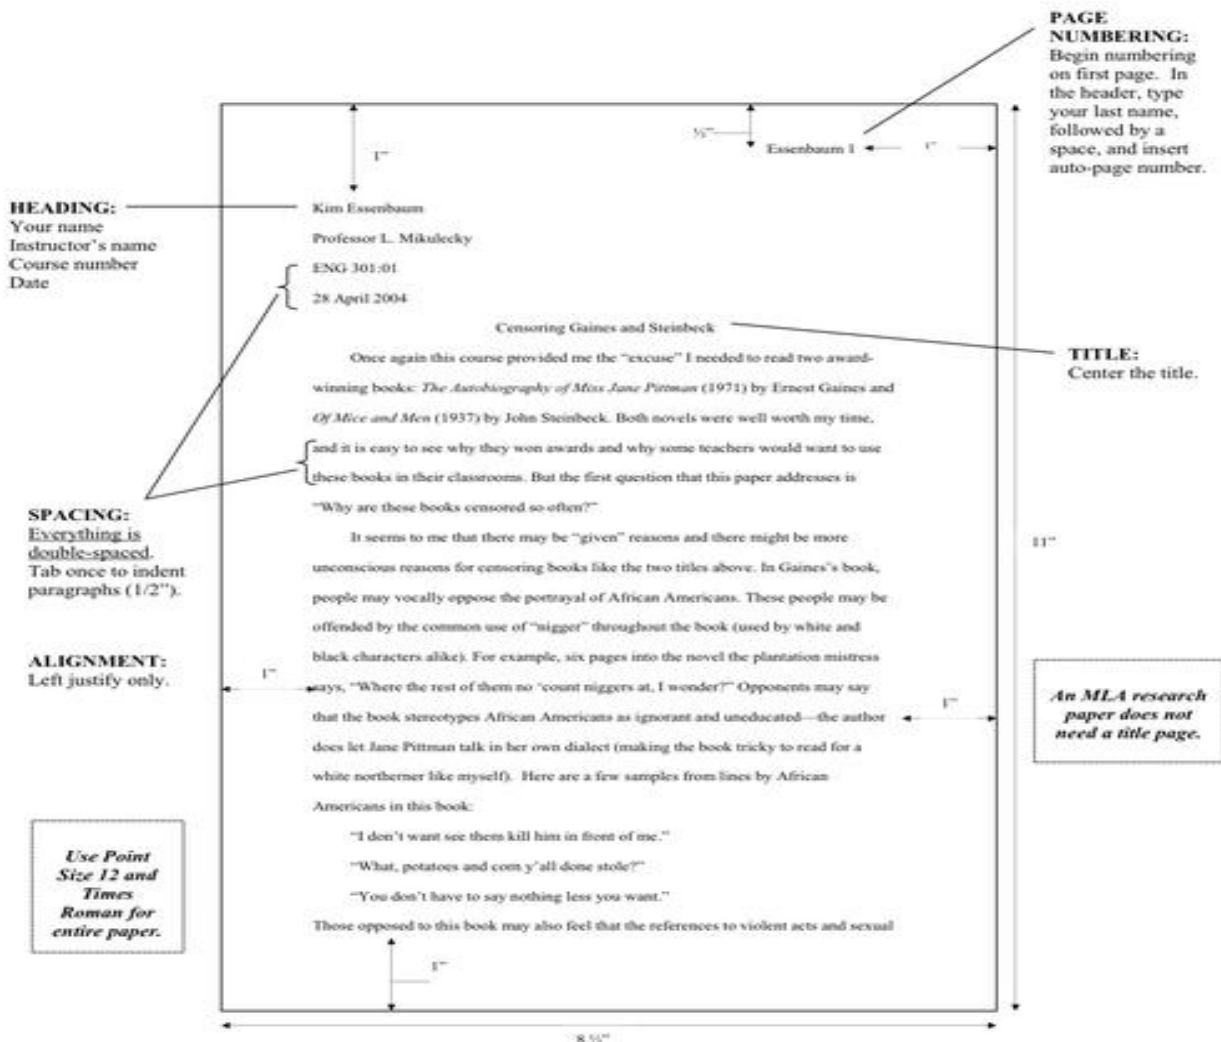 PAGE
NUMBERING:
Begin numbering
on first page. In
the header, type
your last name,
followed by a
space, and insert
auto-page number.
½”
Essenbaum 1
1”
1”
HEADING:
Your name
Instructor’s name
Course number
Date
Kim Essenbaum
Professor L. Mikulecky
ENG 301:01
28 April 2004
Censoring Gaines and Steinbeck
TITLE:
Center the title.
Once again this course provided me the “excuse” I needed to read two award-
winning books: The Autobiography of Miss Jane Pittman (1971) by Ernest Gaines and
Of Mice and Men (1937) by John Steinbeck. Both novels were well worth my time,
and it is easy to see why they won awards and why some teachers would want to use
these books in their classrooms. But the first question that this paper addresses is
“Why are these books censored so often?”
SPACING:
Everything is
double-spaced.
Tab once to indent
paragraphs (1/2”).
It seems to me that there may be “given” reasons and there might be more
unconscious reasons for censoring books like the two titles above. In Gaines’s book,
people may vocally oppose the portrayal of African Americans. These people may be
offended by the common use of “nigger” throughout the book (used by white and
black characters alike). For example, six pages into the novel the plantation mistress
says, “Where the rest of them no ‘count niggers at, I wonder?” Opponents may say
that the book stereotypes African Americans as ignorant and uneducated—the author
does let Jane Pittman talk in her own dialect (making the book tricky to read for a
white northerner like myself). Here are a few samples from lines by African
Americans in this book:
“I don’t want see them kill him in front of me.”
“What, potatoes and corn y’all done stole?”
“You don’t have to say nothing less you want.”
Those opposed to this book may also feel that the references to violent acts and sexual
11”
ALIGNMENT:
Left justify only.
1”
1”
An MLA research
paper does not
need a title page.
Use Point
Size 12 and
Times
Roman for
entire paper.
1”
8 ½”